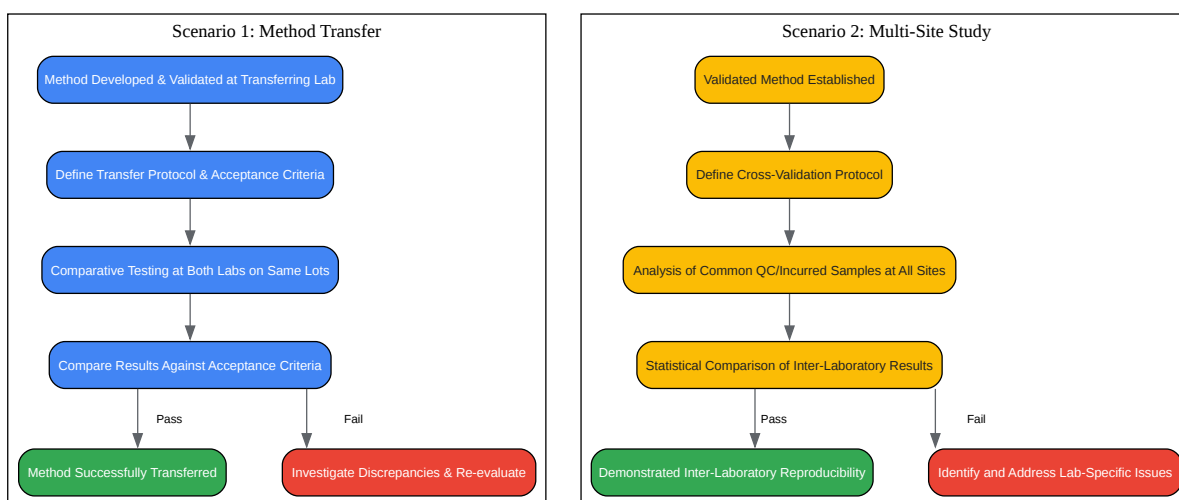 Scenario 1: Method Transfer
Method Developed & Validated at Transferring Lab
Define Transfer Protocol & Acceptance Criteria
Comparative Testing at Both Labs on Same Lots
Compare Results Against Acceptance Criteria
Pass
Fail
Method Successfully Transferred
Investigate Discrepancies & Re-evaluate
Scenario 2: Multi-Site Study
Validated Method Established
Define Cross-Validation Protocol
Analysis of Common QC/Incurred Samples at All Sites
Statistical Comparison of Inter-Laboratory Results
Pass
Fail
Demonstrated Inter-Laboratory Reproducibility
Identify and Address Lab-Specific Issues